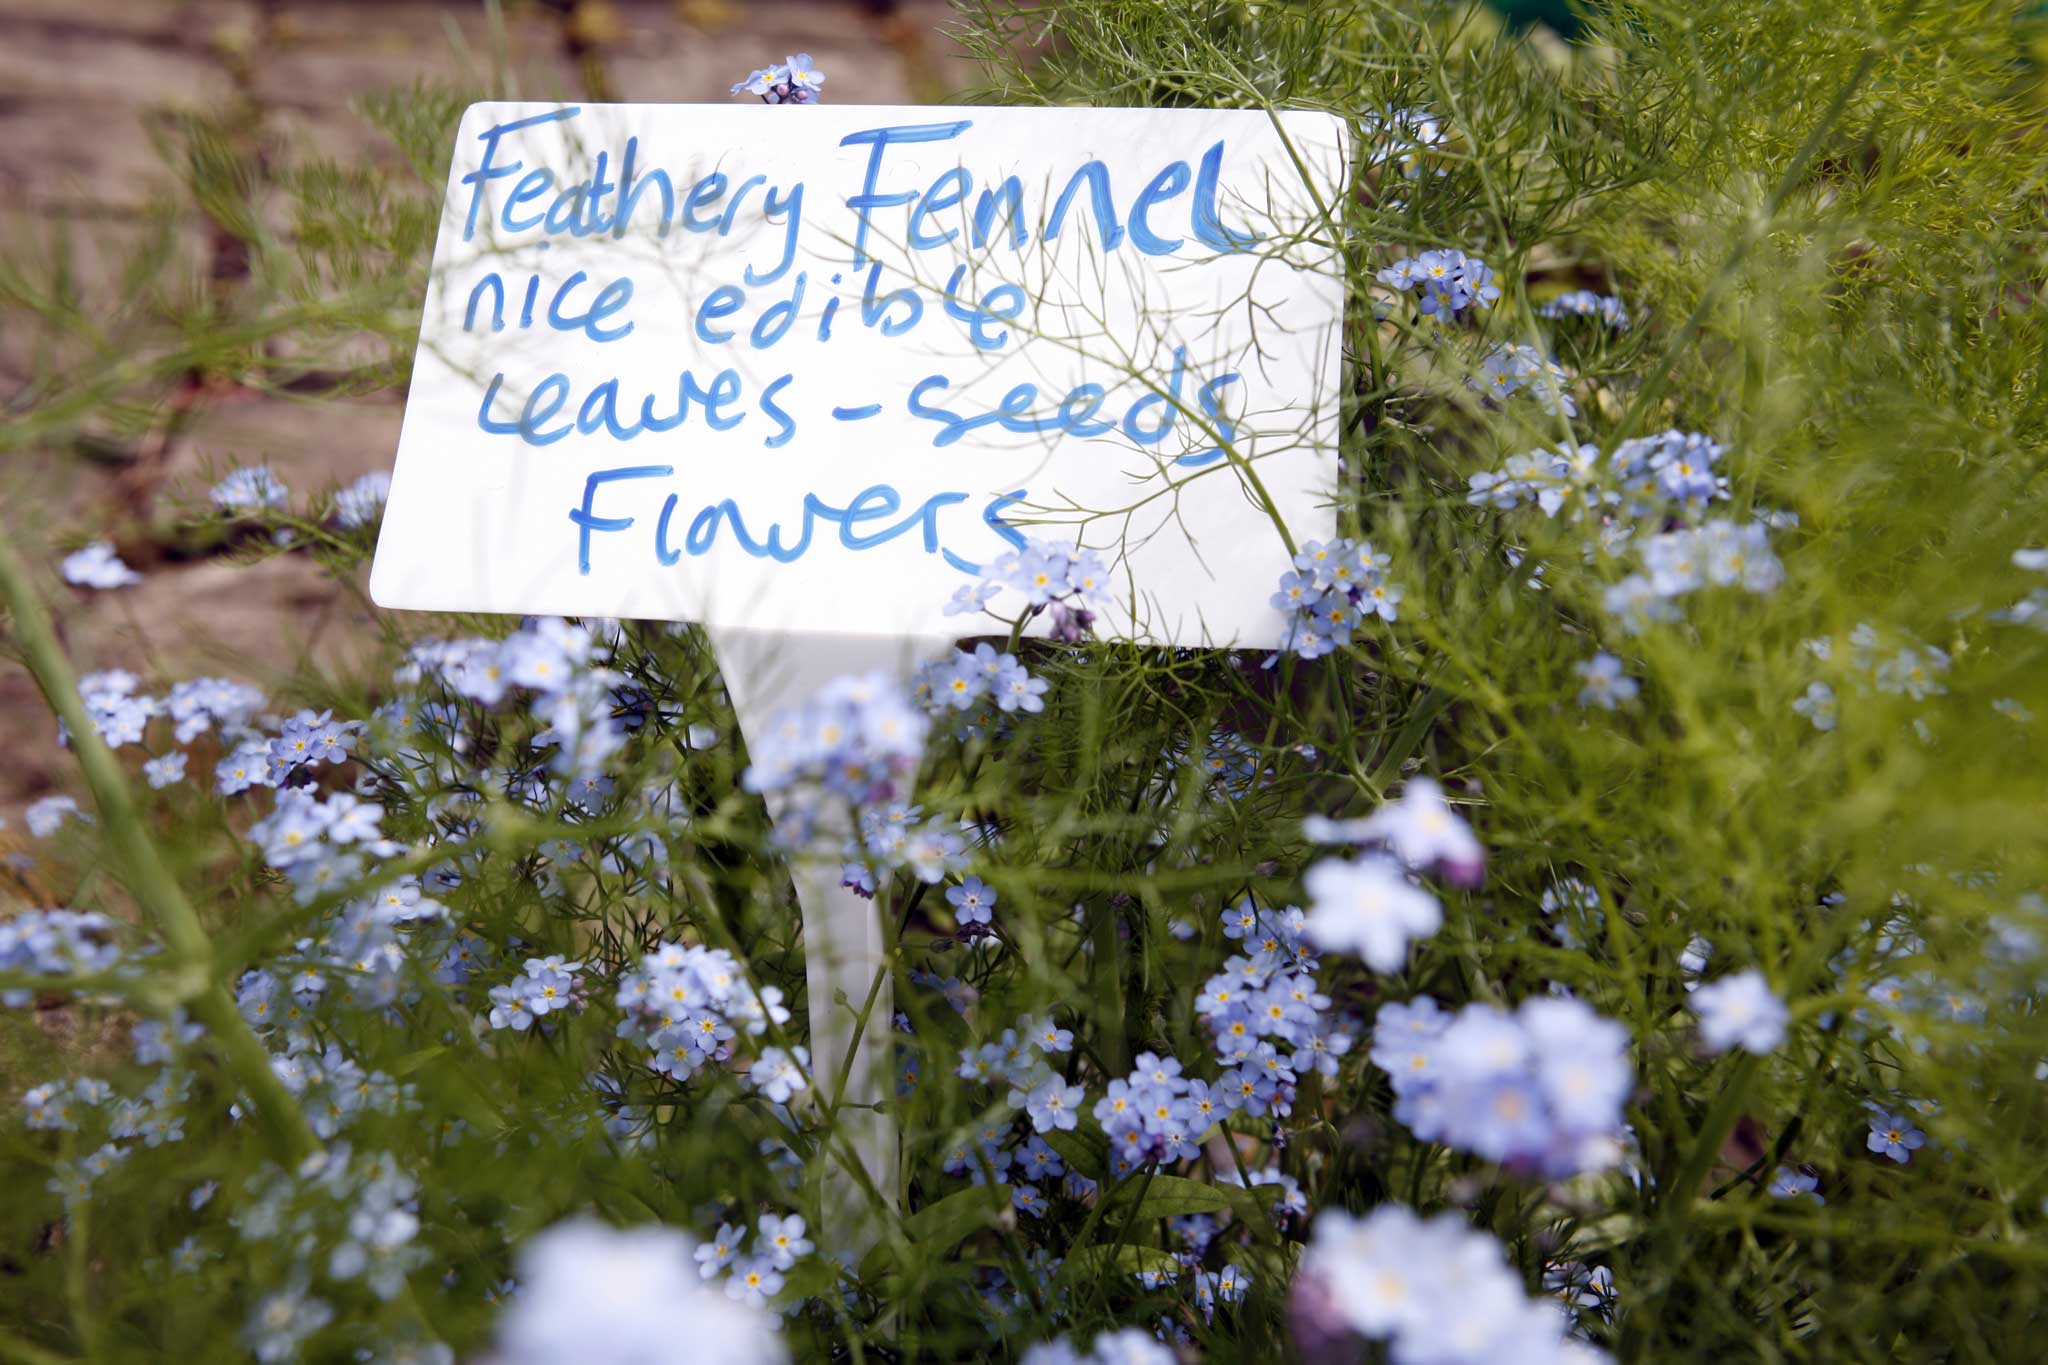 Feathery Fennel
nice edible
leaves - seeds
Flowers